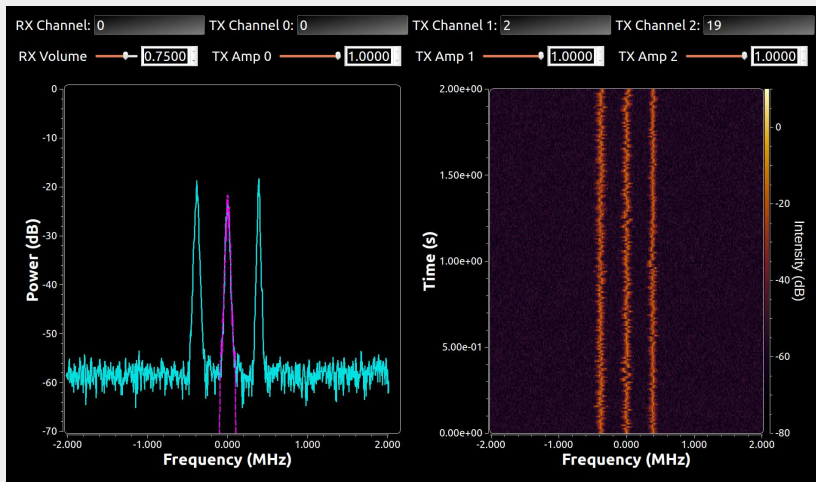 RX Channel: 0 TX Channel 0: 0 TX Channel 1: 2 TX Channel 2: 19
RX Volume 0.7500 TX Amp 0 1.0000 TX Amp 1 1.0000 TX Amp 2 1.0000
0
-10
-20
-30
-40
-50
-60
-70
Power (dB)
-2.000 -1.000 0.000 1.000 2.000
Frequency (MHz)
2.00e+00
1.50e+00
1.00e+00
5.00e-01
0.00e+00
Time (s)
-2.000 -1.000 0.000 1.000 2.000
Frequency (MHz)
0
-20
-40
-60
-80
Intensity (dB)